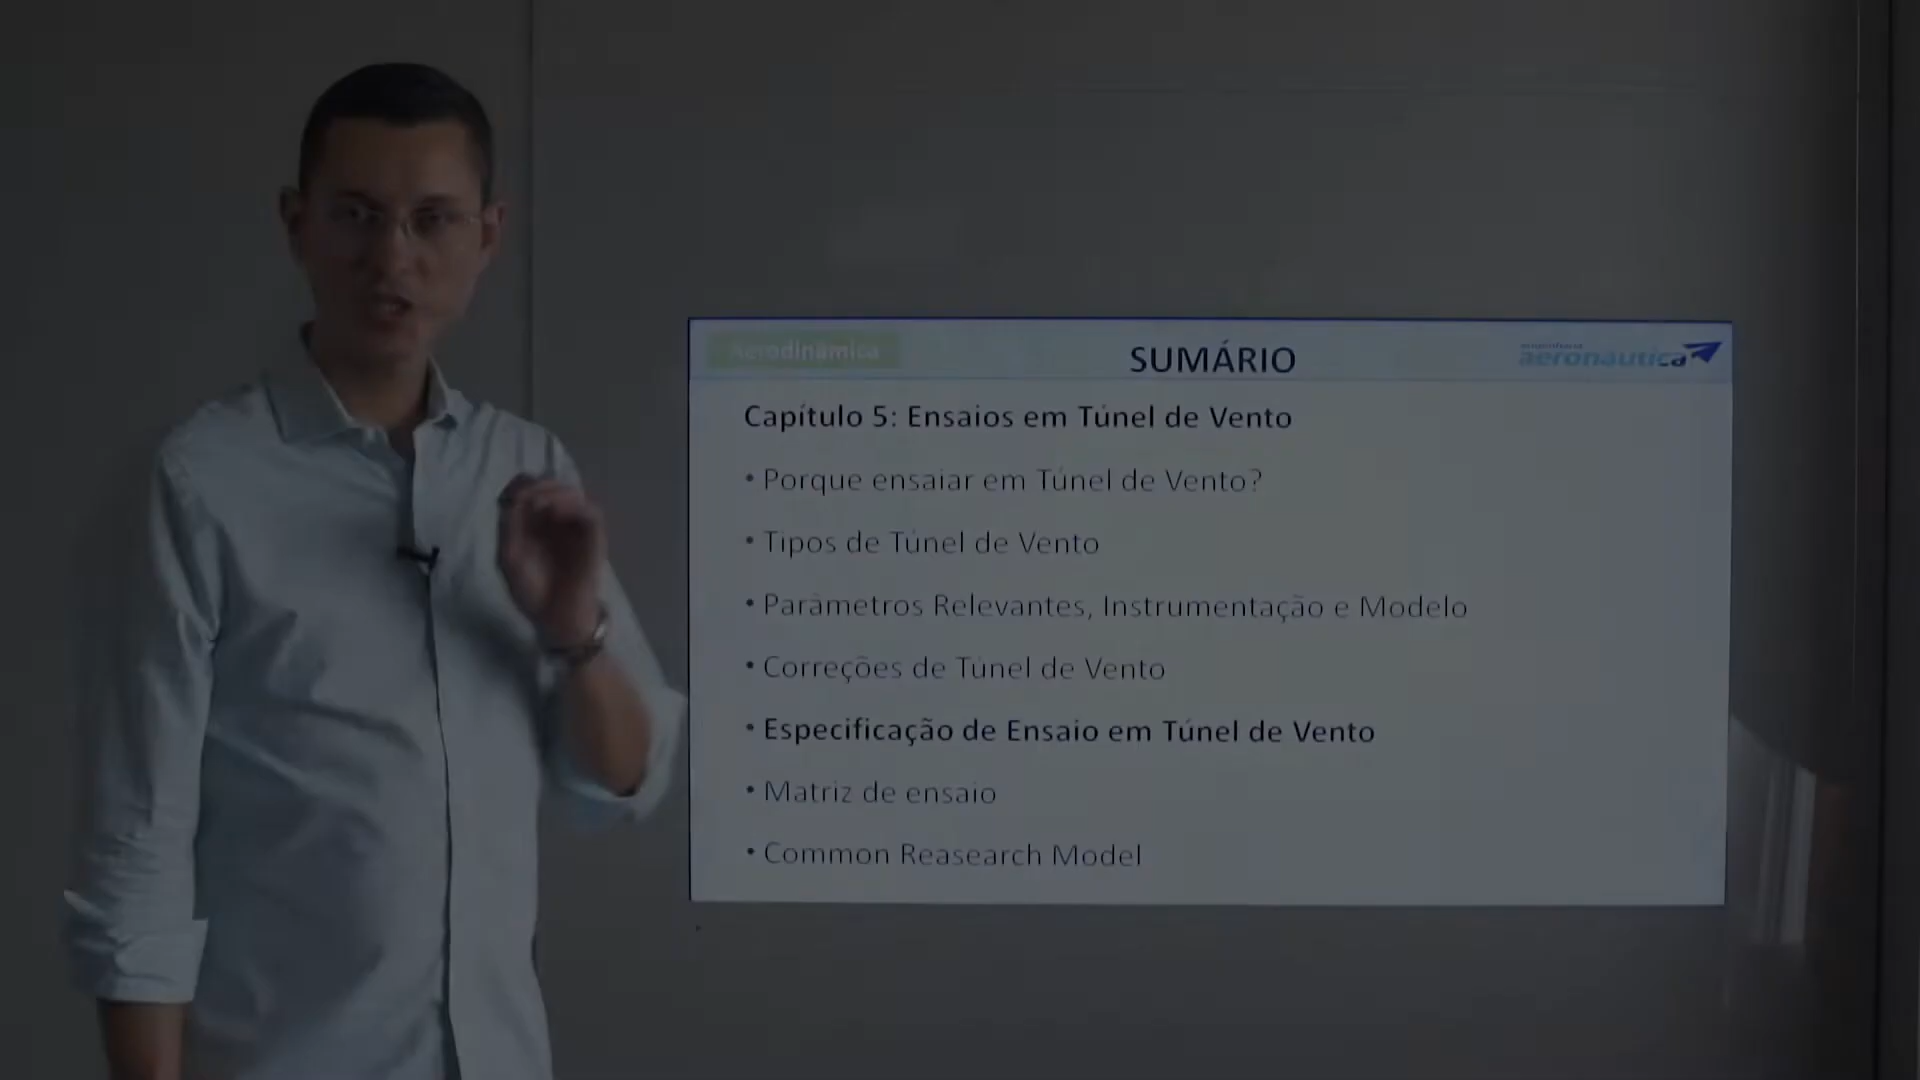 Aerodinâmica
SUMÁRIO
engenharia
aeronautica
Capítulo 5: Ensaios em Túnel de Vento
• Porque ensaiar em Túnel de Vento?
• Tipos de Túnel de Vento
• Parâmetros Relevantes, Instrumentação e Modelo
• Correções de Túnel de Vento
• Especificação de Ensaio em Túnel de Vento
• Matriz de ensaio
• Common Reasearch Model